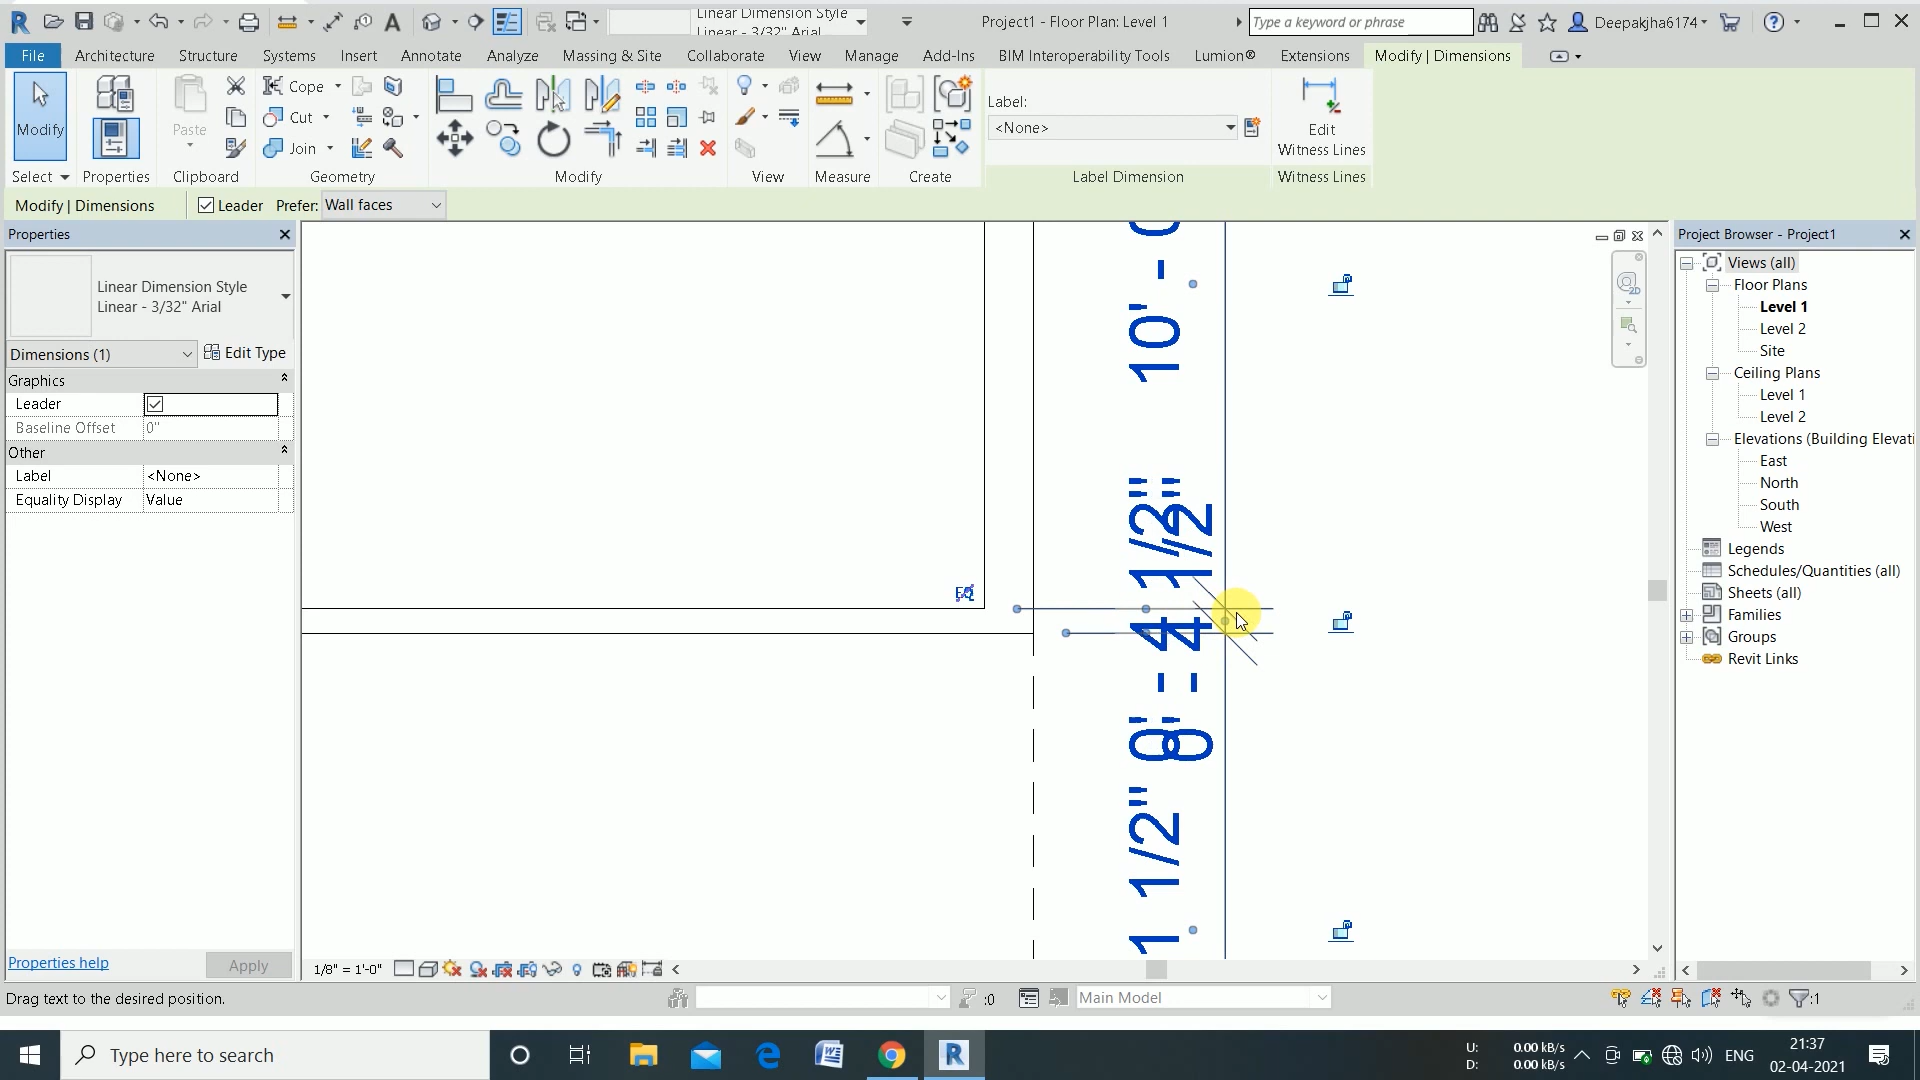 Linear Dimension Style
Linear - 3/32" Arial
Project1 - Floor Plan: Level 1
Type a keyword or phrase
Deepakjha6174
File
Architecture
Structure
Systems
Insert
Annotate
Analyze
Massing & Site
Collaborate
View
Manage
Add-Ins
BIM Interoperability Tools
Lumion®
Extensions
Modify | Dimensions
Modify
Paste
Cope
Cut
Join
Label:
<None>
Edit
Witness Lines
Select
Properties
Clipboard
Geometry
Modify
View
Measure
Create
Label Dimension
Witness Lines
Modify | Dimensions
Leader
Prefer:
Wall faces
Properties
Linear Dimension Style
Linear - 3/32" Arial
Dimensions (1)
Edit Type
Graphics
Leader
Baseline Offset
0"
Other
Label
<None>
Equality Display
Value
Properties help
Apply
EQ
10' -
1 1/2"
2D
Project Browser - Project1
Views (all)
Floor Plans
Level 1
Level 2
Site
Ceiling Plans
Level 1
Level 2
Elevations (Building Elevati
East
North
South
West
Legends
Schedules/Quantities (all)
Sheets (all)
Families
Groups
Revit Links
1/8" = 1'-0"
Drag text to the desired position.
:0
Main Model
:1
Type here to search
U:
0.00 kB/s
D:
0.00 kB/s
ENG
21:37
02-04-2021